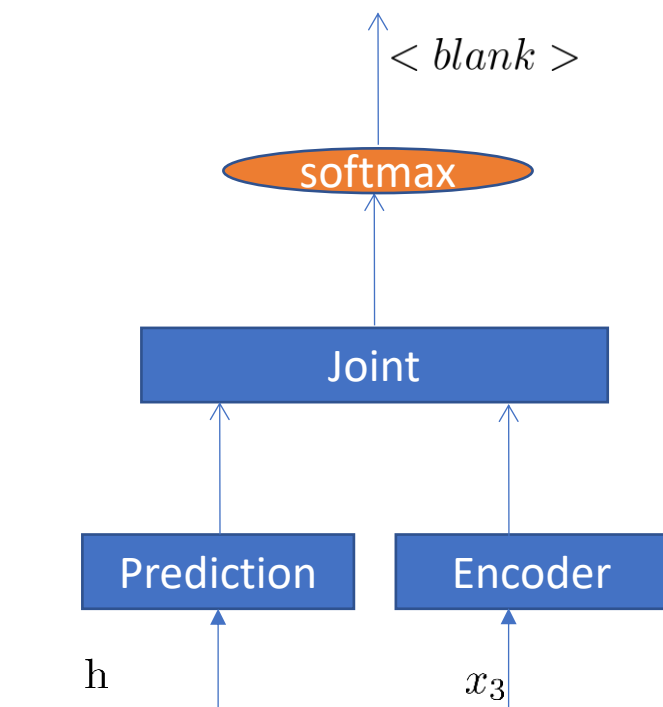 < blank >
softmax
Joint
Prediction Encoder
h x₃